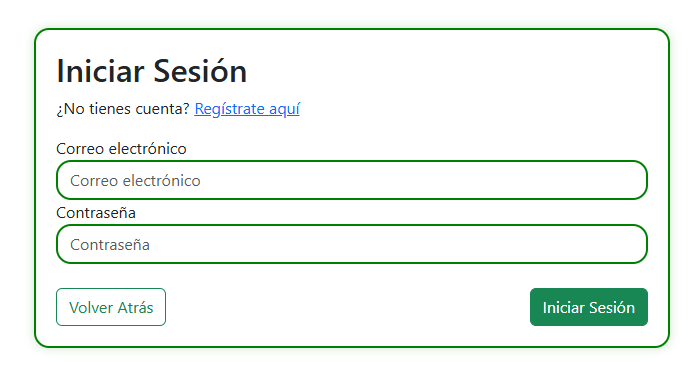 Iniciar Sesión
¿No tienes cuenta? Regístrate aquí
Correo electrónico
Correo electrónico
Contraseña
Contraseña
Volver Atrás
Iniciar Sesión